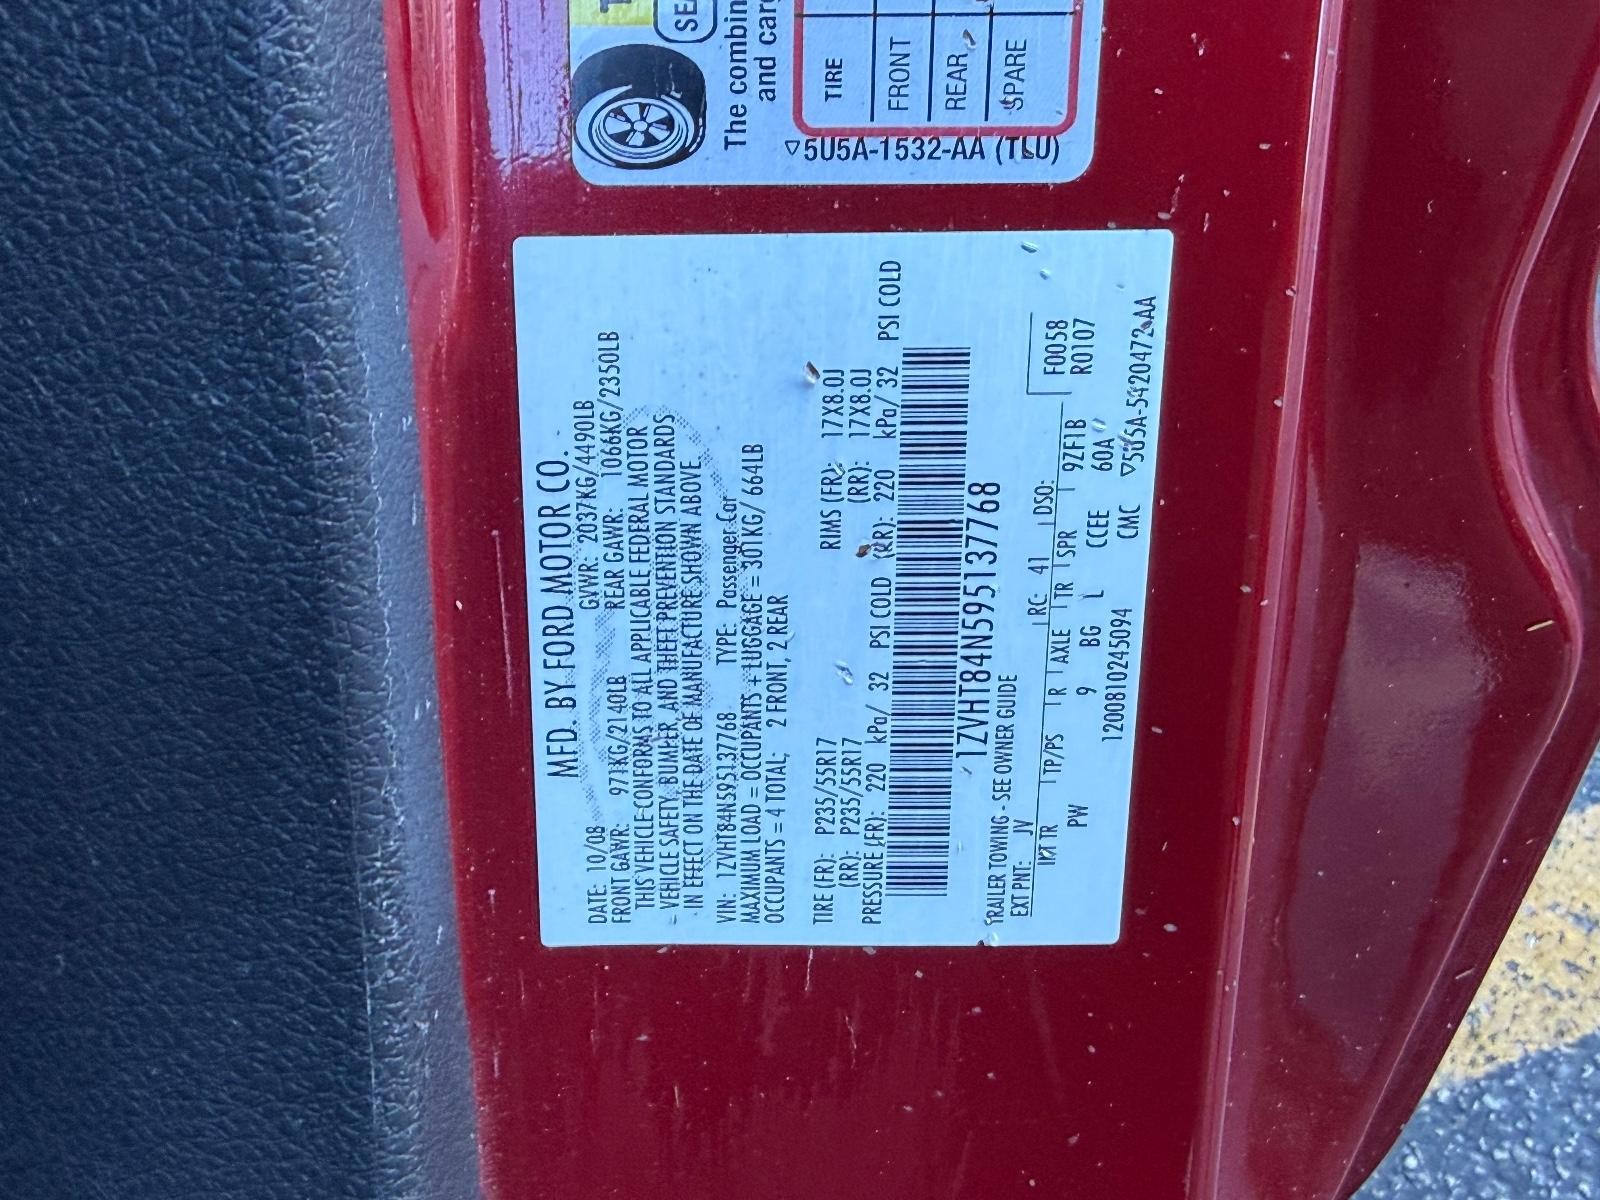 SEA
The combin
and carg
TIRE
FRONT
REAR
SPARE
▽5U5A-1532-AA (TLU)
MFD. BY FORD MOTOR CO.
DATE: 10/08 GVWR: 2037KG/4490LB
FRONT GAWR: 971KG/2140LB REAR GAWR: 1066KG/2350LB
THIS VEHICLE CONFORMS TO ALL APPLICABLE FEDERAL MOTOR
VEHICLE SAFETY, BUMPER, AND THEFT PREVENTION STANDARDS
IN EFFECT ON THE DATE OF MANUFACTURE SHOWN ABOVE
VIN: 1ZVHT84N595137768 TYPE: Passenger Car
MAXIMUM LOAD = OCCUPANTS + LUGGAGE = 301KG/664LB
OCCUPANTS = 4 TOTAL; 2 FRONT, 2 REAR
TIRE (FR): P235/55R17 RIMS (FR): 17X8.0J
(RR): P235/55R17 (RR): 17X8.0J
PRESSURE (FR): 220 kPa/ 32 PSI COLD (RR): 220 kPa/ 32 PSI COLD
1ZVHT84N595137768
TRAILER TOWING - SEE OWNER GUIDE
EXT PNT: JV RC: 41 DSO: F0058
INT TR TP/PS R AXLE TR SPR 9ZF1B R0107
PW 9 BG L CCEE 60A
1200810245094 CMC ▽5U5A-5420472-AA